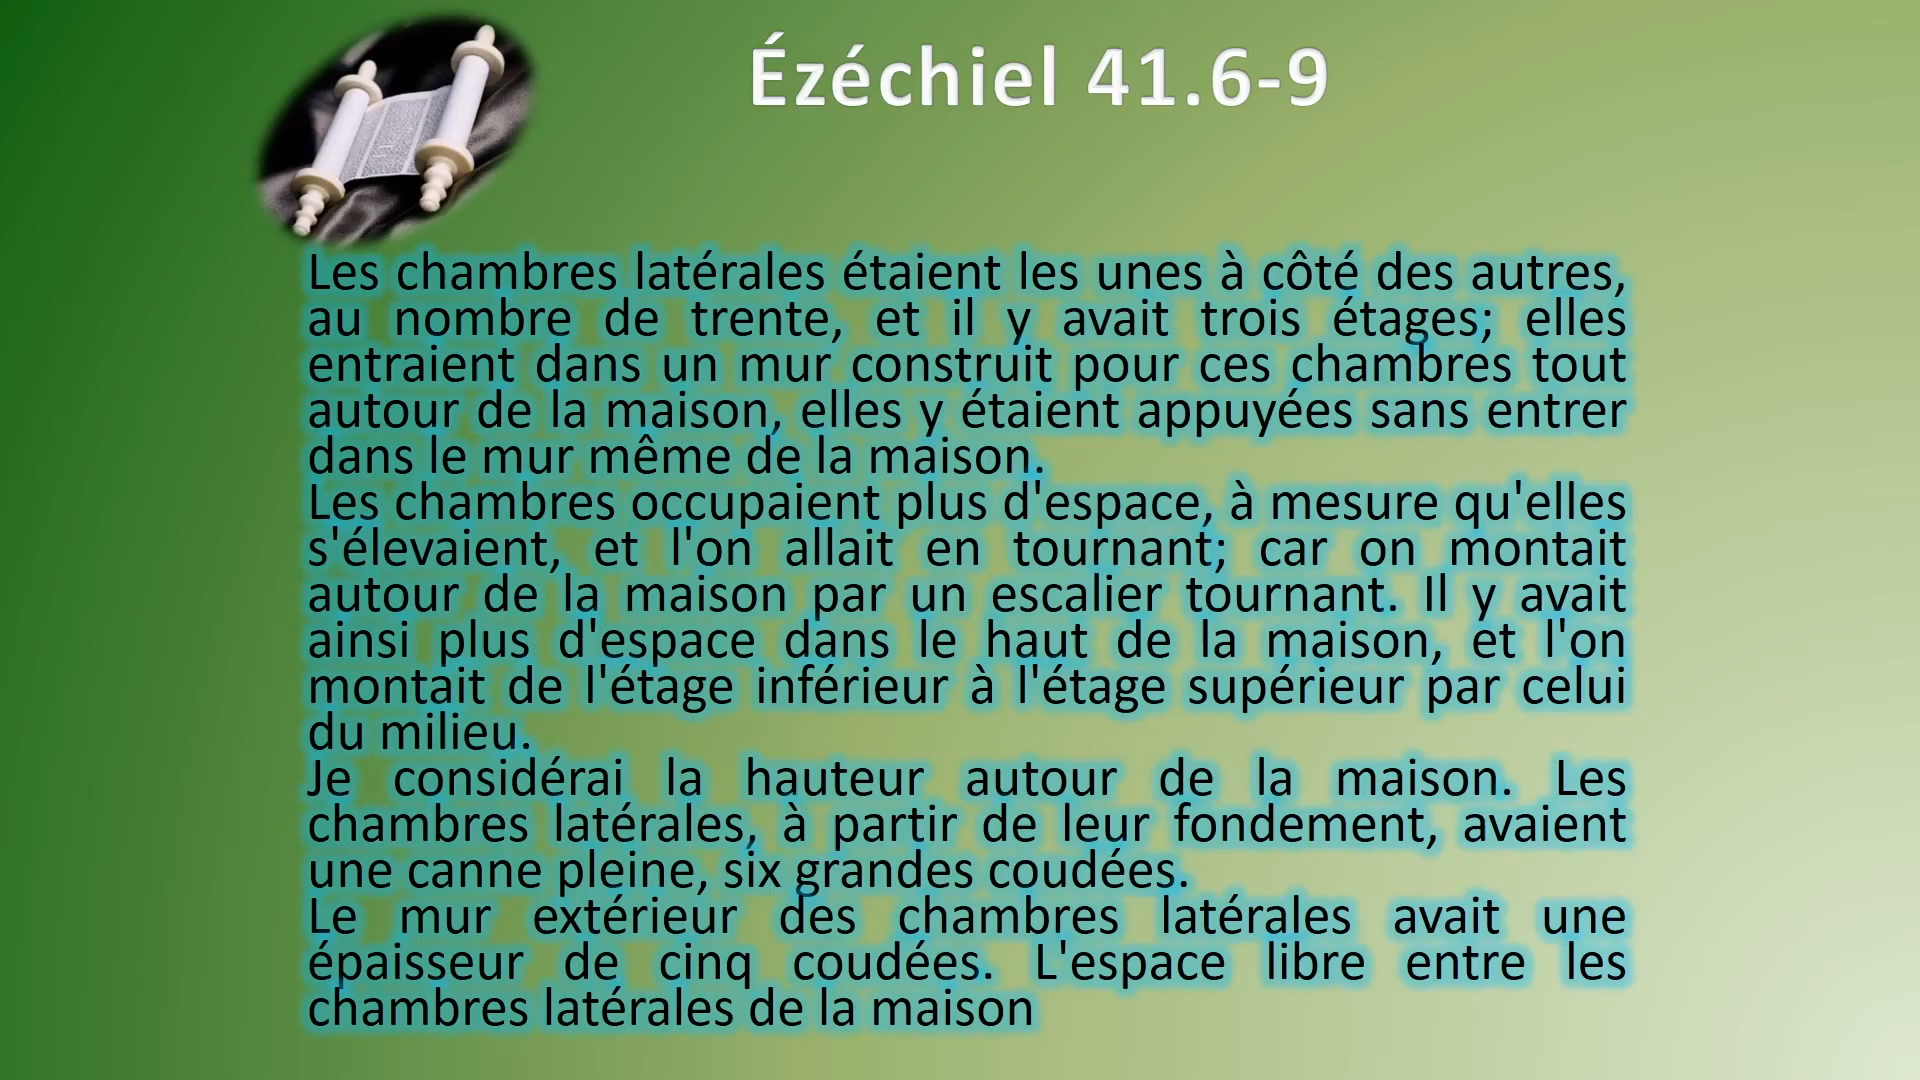 Ézéchiel 41.6-9
Les chambres latérales étaient les unes à côté des autres,
au nombre de trente, et il y avait trois étages; elles
entraient dans un mur construit pour ces chambres tout
autour de la maison, elles y étaient appuyées sans entrer
dans le mur même de la maison.
Les chambres occupaient plus d'espace, à mesure qu'elles
s'élevaient, et l'on allait en tournant; car on montait
autour de la maison par un escalier tournant. Il y avait
ainsi plus d'espace dans le haut de la maison, et l'on
montait de l'étage inférieur à l'étage supérieur par celui
du milieu.
Je considérai la hauteur autour de la maison. Les
chambres latérales, à partir de leur fondement, avaient
une canne pleine, six grandes coudées.
Le mur extérieur des chambres latérales avait une
épaisseur de cinq coudées. L'espace libre entre les
chambres latérales de la maison